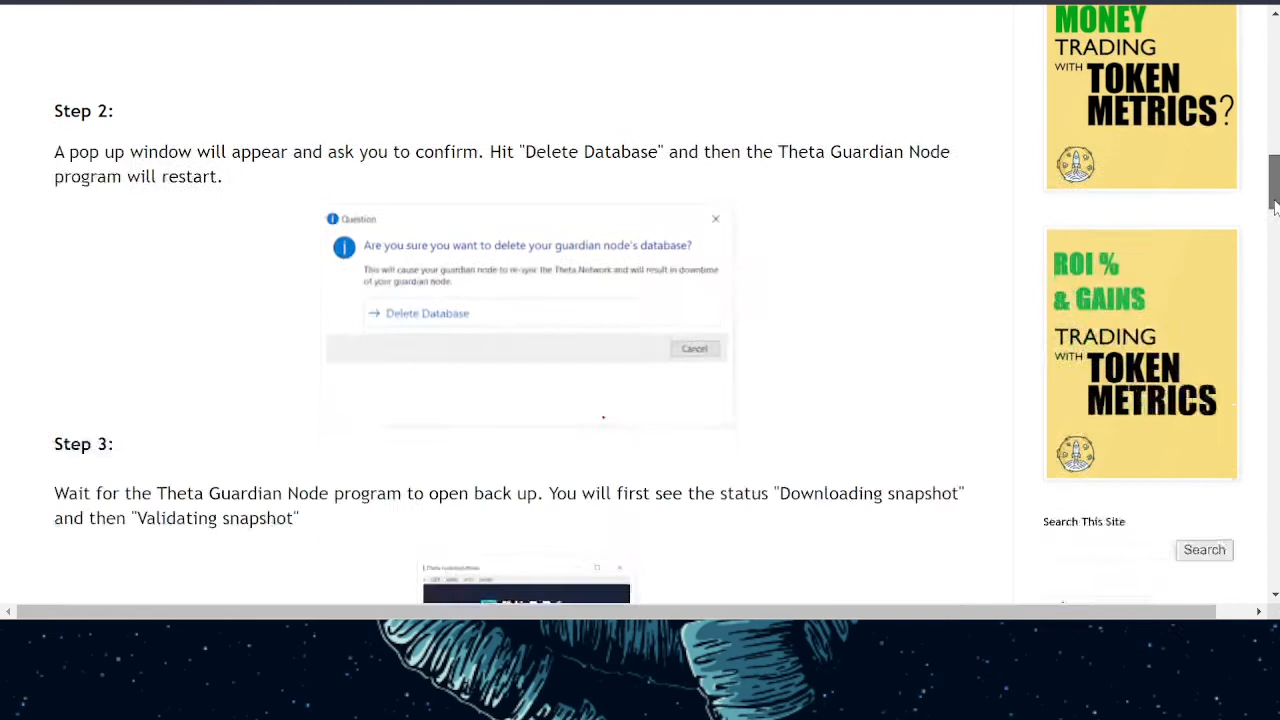 Step 2:
A pop up window will appear and ask you to confirm. Hit "Delete Database" and then the Theta Guardian Node
program will restart.
Question
Are you sure you want to delete your guardian node's database?
This will cause your guardian node to re-sync the Theta Network and will result in downtime
of your guardian node.
Delete Database
Cancel
Step 3:
Wait for the Theta Guardian Node program to open back up. You will first see the status "Downloading snapshot"
and then "Validating snapshot"
MONEY
TRADING
WITH TOKEN
METRICS?
ROI %
& GAINS
TRADING
WITH TOKEN
METRICS
Search This Site
Search